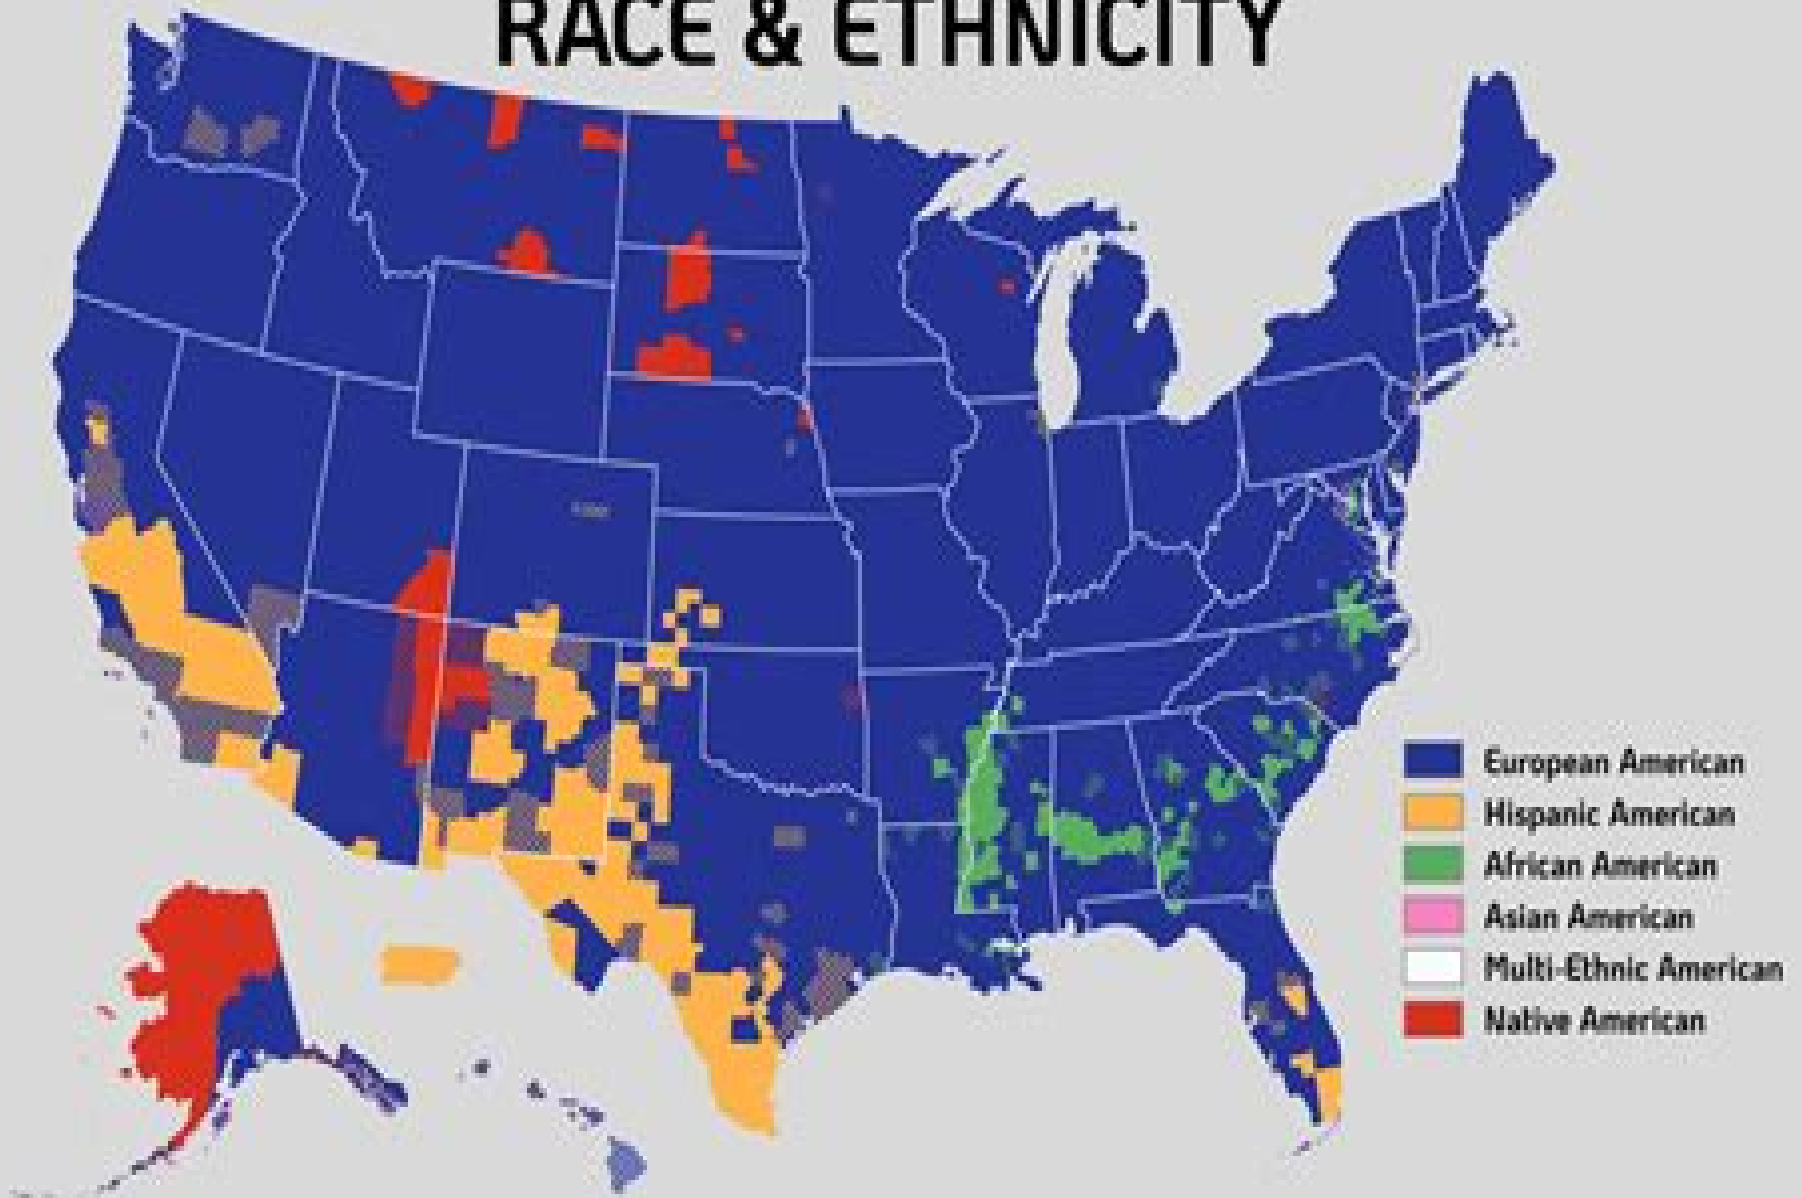 RACE & ETHNICITY
European American
Hispanic American
African American
Asian American
Multi-Ethnic American
Native American